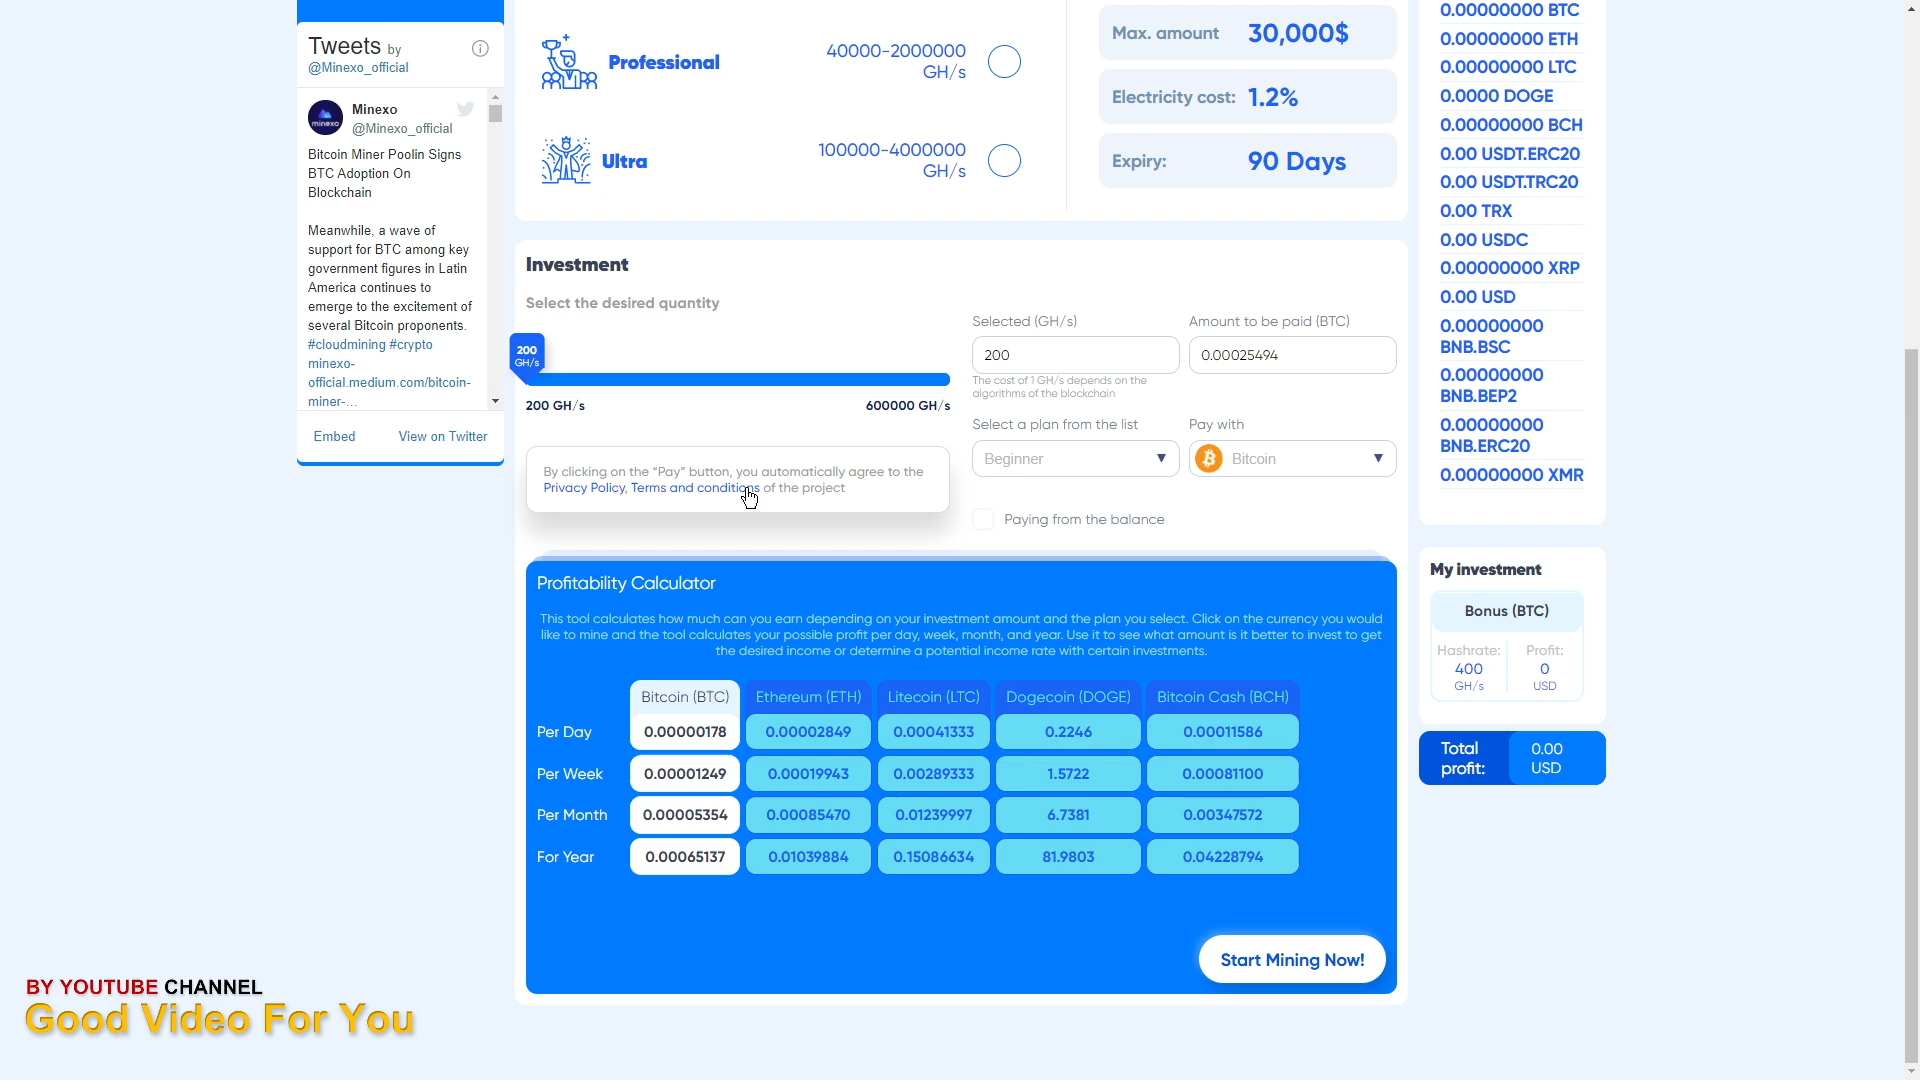 Tweets by
@Minexo_official
Minexo
@Minexo_official
minexo
Bitcoin Miner Poolin Signs
BTC Adoption On
Blockchain
Meanwhile, a wave of
support for BTC among key
government figures in Latin
America continues to
emerge to the excitement of
several Bitcoin proponents.
#cloudmining #crypto
minexo-
official.medium.com/bitcoin-
miner-...
Embed View on Twitter
Professional
40000-2000000
GH/s
Ultra
100000-4000000
GH/s
Max. amount 30,000$
Electricity cost: 1.2%
Expiry: 90 Days
Investment
Select the desired quantity
200
GH/s
200 GH/s 600000 GH/s
By clicking on the "Pay" button, you automatically agree to the
Privacy Policy, Terms and conditions of the project
Selected (GH/s) Amount to be paid (BTC)
200 0.00025494
The cost of 1 GH/s depends on the
algorithms of the blockchain
Select a plan from the list Pay with
Beginner Bitcoin
Paying from the balance
Profitability Calculator
This tool calculates how much can you earn depending on your investment amount and the plan you select. Click on the currency you would
like to mine and the tool calculates your possible profit per day, week, month, and year. Use it to see what amount is it better to invest to get
the desired income or determine a potential income rate with certain investments.
Bitcoin (BTC) Ethereum (ETH) Litecoin (LTC) Dogecoin (DOGE) Bitcoin Cash (BCH)
Per Day 0.00000178 0.00002849 0.00041333 0.2246 0.00011586
Per Week 0.00001249 0.00019943 0.00289333 1.5722 0.00081100
Per Month 0.00005354 0.00085470 0.01239997 6.7381 0.00347572
For Year 0.00065137 0.01039884 0.15086634 81.9803 0.04228794
Start Mining Now!
0.00000000 BTC
0.00000000 ETH
0.00000000 LTC
0.0000 DOGE
0.00000000 BCH
0.00 USDT.ERC20
0.00 USDT.TRC20
0.00 TRX
0.00 USDC
0.00000000 XRP
0.00 USD
0.00000000
BNB.BSC
0.00000000
BNB.BEP2
0.00000000
BNB.ERC20
0.00000000 XMR
My investment
Bonus (BTC)
Hashrate: Profit:
400 0
GH/s USD
Total 0.00
profit: USD
BY YOUTUBE CHANNEL
Good Video For You